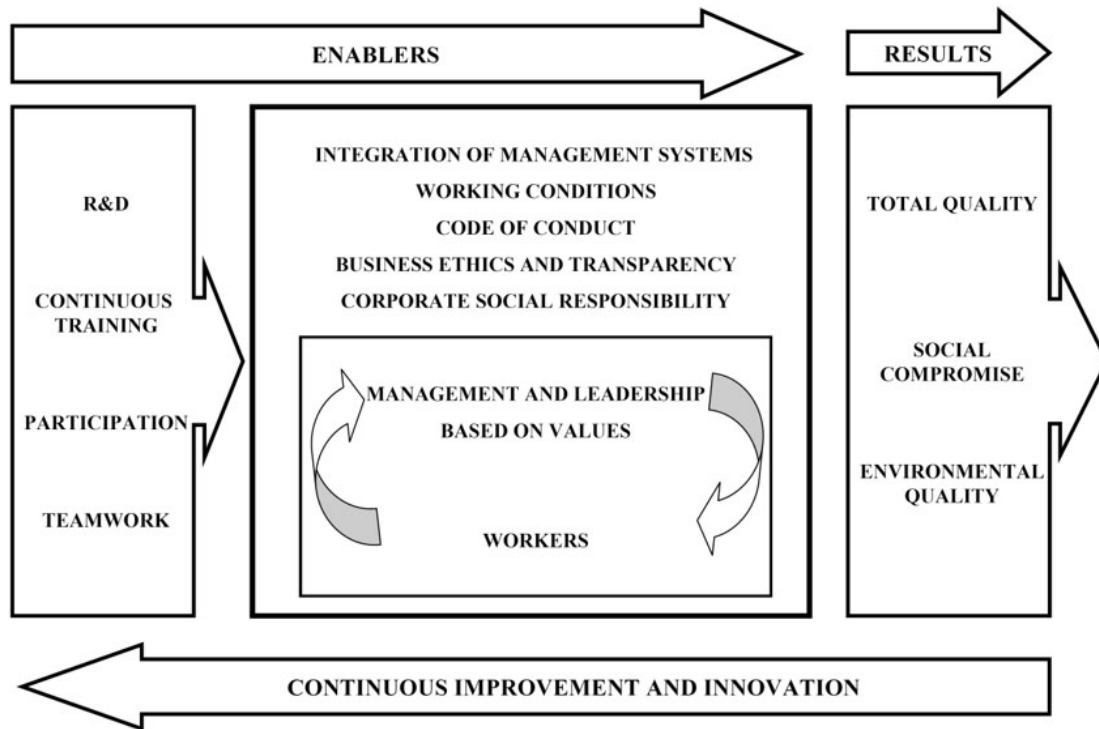 ENABLERS
RESULTS
R&D
CONTINUOUS
TRAINING
PARTICIPATION
TEAMWORK
INTEGRATION OF MANAGEMENT SYSTEMS
WORKING CONDITIONS
CODE OF CONDUCT
BUSINESS ETHICS AND TRANSPARENCY
CORPORATE SOCIAL RESPONSIBILITY
MANAGEMENT AND LEADERSHIP
BASED ON VALUES
WORKERS
TOTAL QUALITY
SOCIAL
COMPROMISE
ENVIRONMENTAL
QUALITY
CONTINUOUS IMPROVEMENT AND INNOVATION